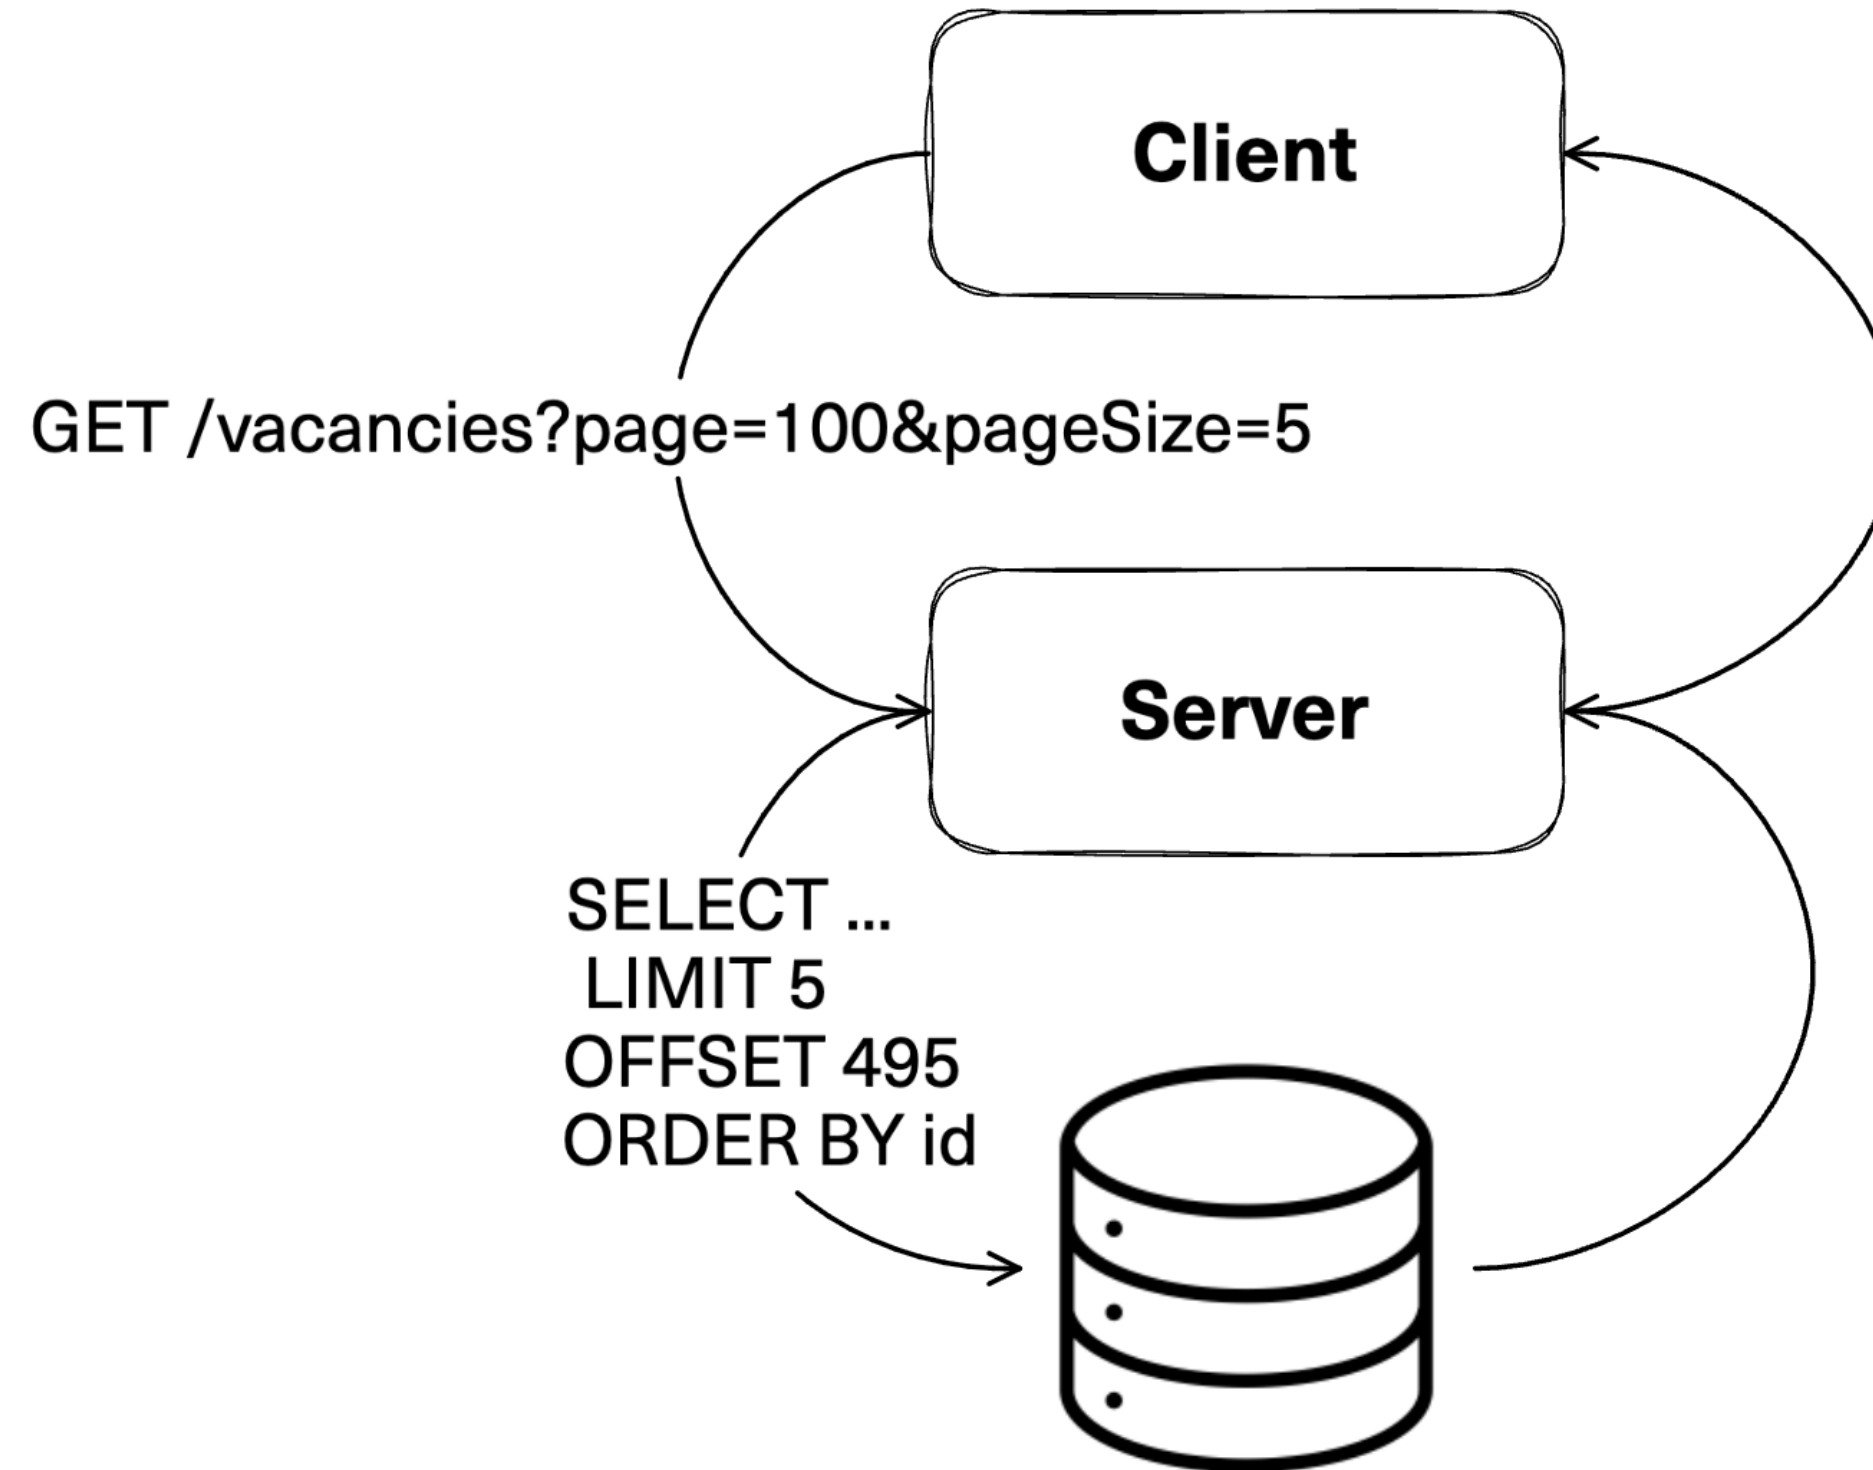 Client
GET /vacancies?page=100&pageSize=5
Server
SELECT ...
LIMIT 5
OFFSET 495
ORDER BY id